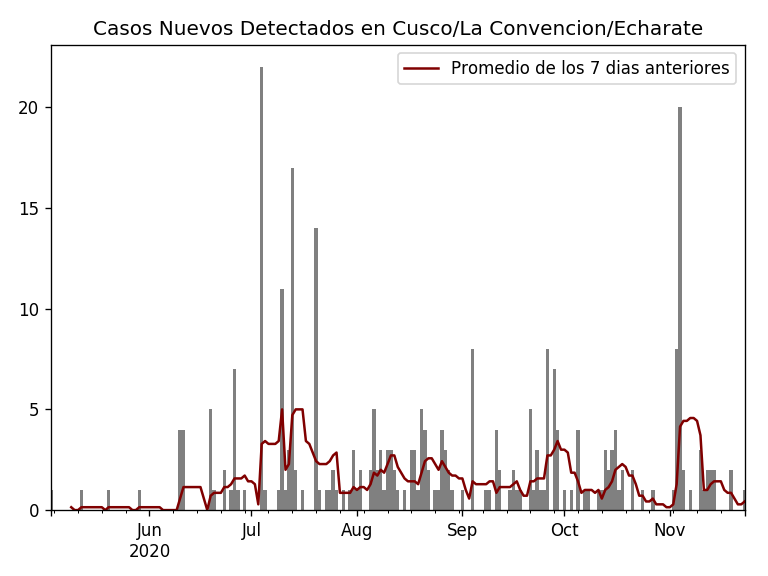 Casos Nuevos Detectados en Cusco/La Convencion/Echarate
Promedio de los 7 dias anteriores
20
15
10
5
0
Jun Jul Aug Sep Oct Nov
2020